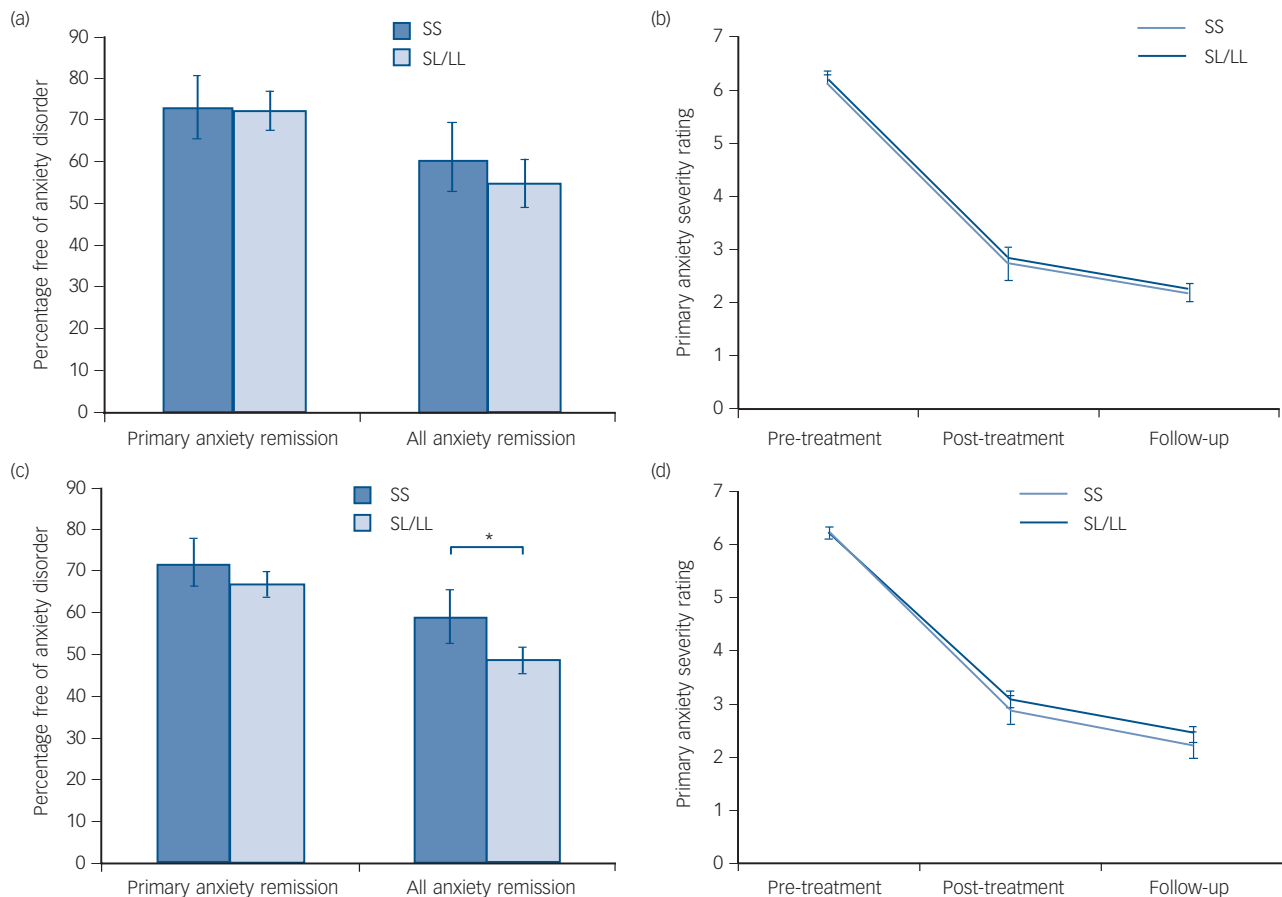 (a)
Percentage free of anxiety disorder
90
80
70
60
50
40
30
20
10
0
SS
SL/LL
Primary anxiety remission
All anxiety remission
(b)
Primary anxiety severity rating
7
6
5
4
3
2
1
0
SS
SL/LL
Pre-treatment
Post-treatment
Follow-up
(c)
Percentage free of anxiety disorder
90
80
70
60
50
40
30
20
10
0
SS
SL/LL
*
Primary anxiety remission
All anxiety remission
(d)
Primary anxiety severity rating
7
6
5
4
3
2
1
0
SS
SL/LL
Pre-treatment
Post-treatment
Follow-up